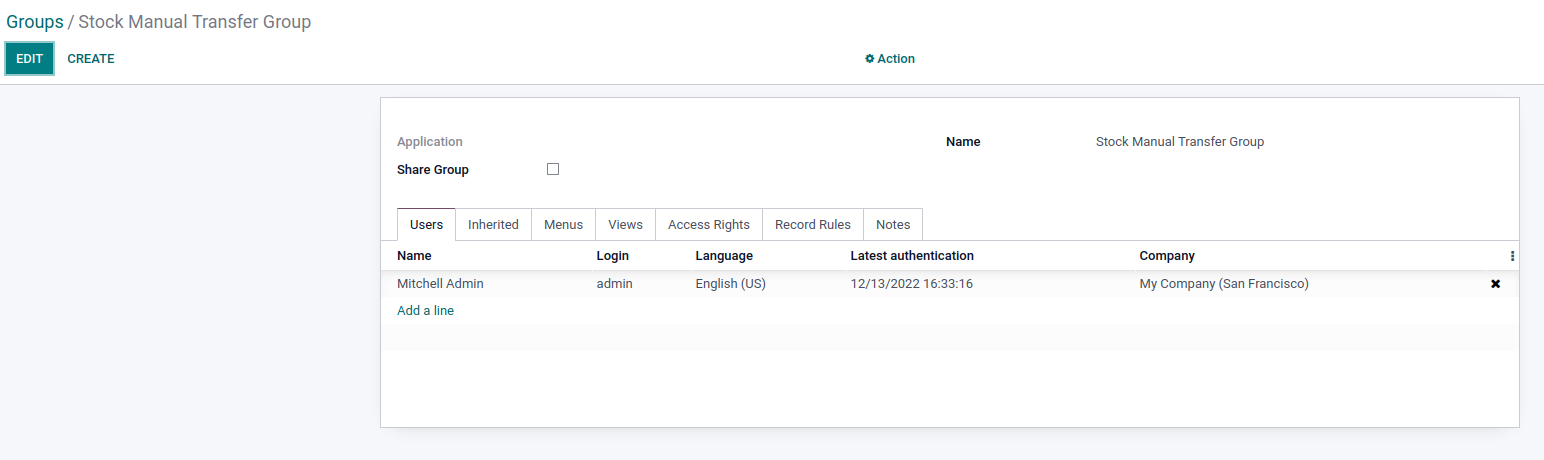 Groups / Stock Manual Transfer Group
EDIT CREATE Action
Application Name Stock Manual Transfer Group
Share Group
Users Inherited Menus Views Access Rights Record Rules Notes
Name Login Language Latest authentication Company
Mitchell Admin admin English (US) 12/13/2022 16:33:16 My Company (San Francisco)
Add a line